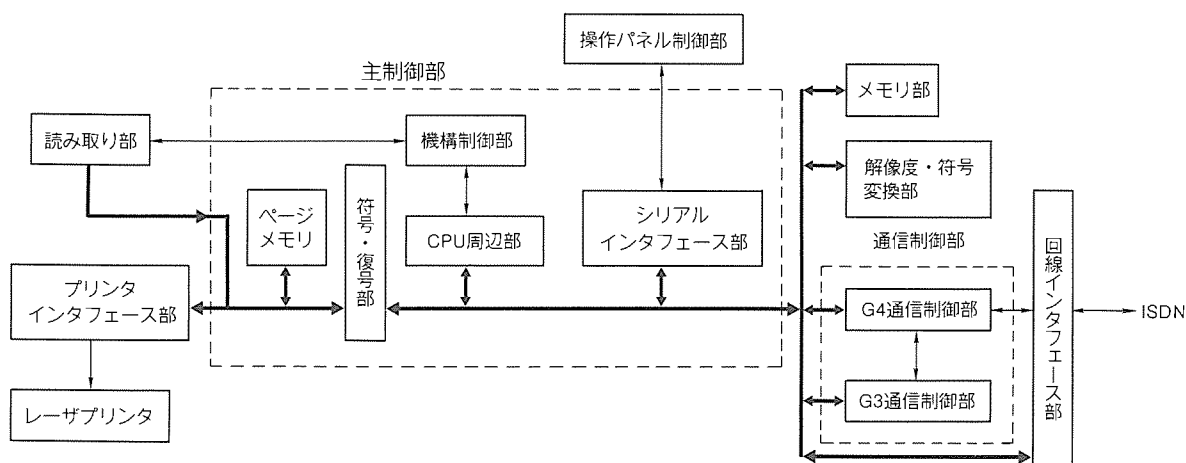 操作パネル制御部
主制御部
メモリ部
読み取り部
機構制御部
解像度・符号
変換部
ページ
メモリ
符号・復号部
CPU周辺部
シリアル
インタフェース部
通信制御部
回線インタフェース部
プリンタ
インタフェース部
G4通信制御部
ISDN
レーザプリンタ
G3通信制御部